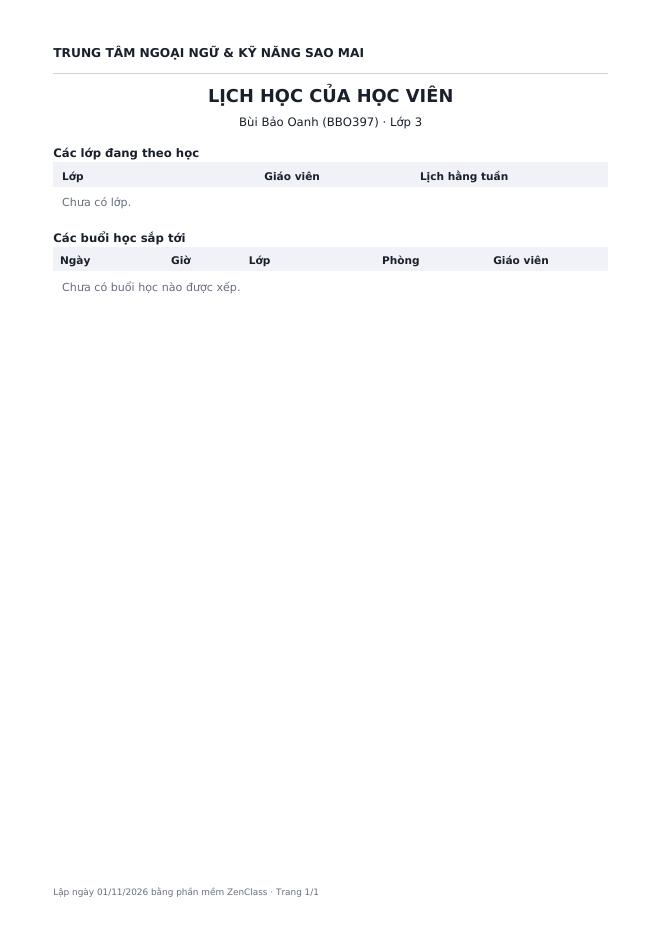 TRUNG TÂM NGOẠI NGỮ & KỸ NĂNG SAO MAI
LỊCH HỌC CỦA HỌC VIÊN
Bùi Bảo Oanh (BBO397) · Lớp 3
Các lớp đang theo học
Lớp Giáo viên Lịch hằng tuần
Chưa có lớp.
Các buổi học sắp tới
Ngày Giờ Lớp Phòng Giáo viên
Chưa có buổi học nào được xếp.
Lập ngày 01/11/2026 bằng phần mềm ZenClass · Trang 1/1